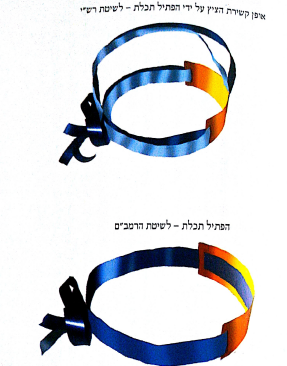 אופן קשירת הציץ על ידי הפתיל תכלת – לשיטת רש"י
הפתיל תכלת – לשיטת הרמב"ם